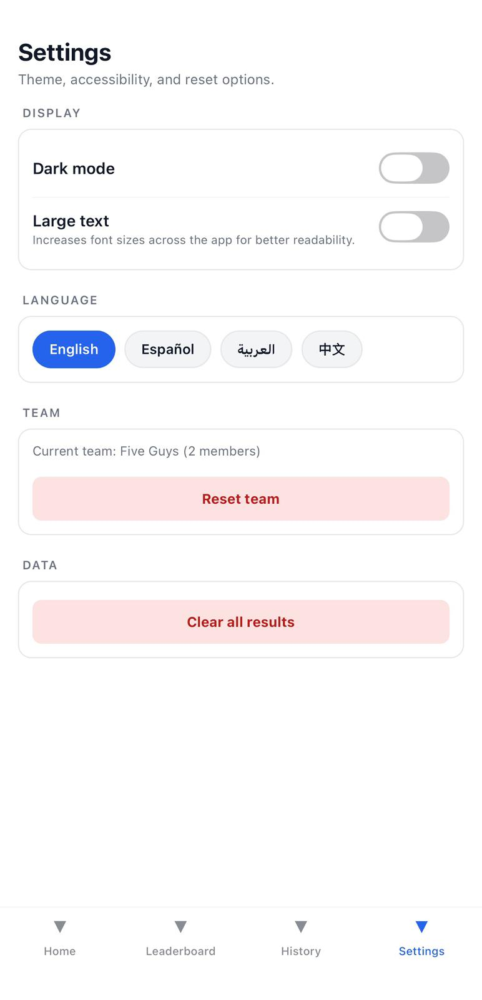 Settings
Theme, accessibility, and reset options.
DISPLAY
Dark mode
Large text
Increases font sizes across the app for better readability.
LANGUAGE
English Español العربية 中文
TEAM
Current team: Five Guys (2 members)
Reset team
DATA
Clear all results
Home Leaderboard History Settings